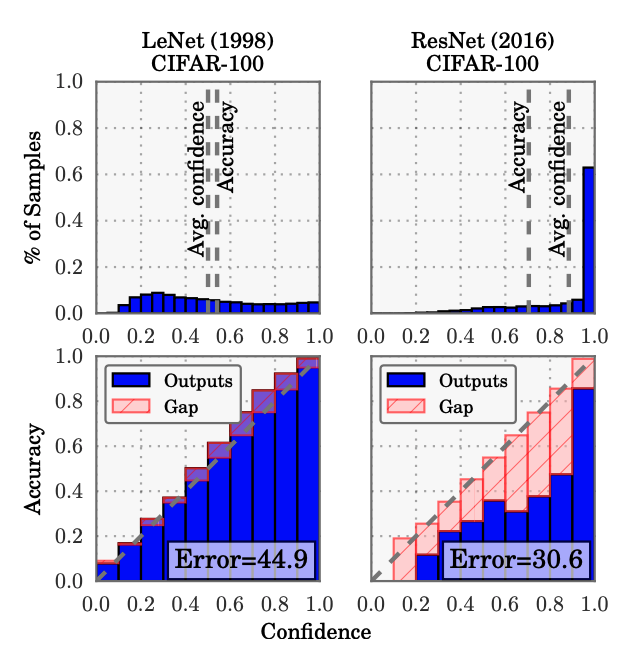 LeNet (1998)
CIFAR-100
ResNet (2016)
CIFAR-100
% of Samples
1.0
0.8
0.6
0.4
0.2
0.0
Avg. confidence
Accuracy
Accuracy
Avg. confidence
0.0 0.2 0.4 0.6 0.8 1.0
0.0 0.2 0.4 0.6 0.8 1.0
Accuracy
1.0
0.8
0.6
0.4
0.2
0.0
Outputs
Gap
Error=44.9
Outputs
Gap
Error=30.6
0.0 0.2 0.4 0.6 0.8 1.0
0.0 0.2 0.4 0.6 0.8 1.0
Confidence